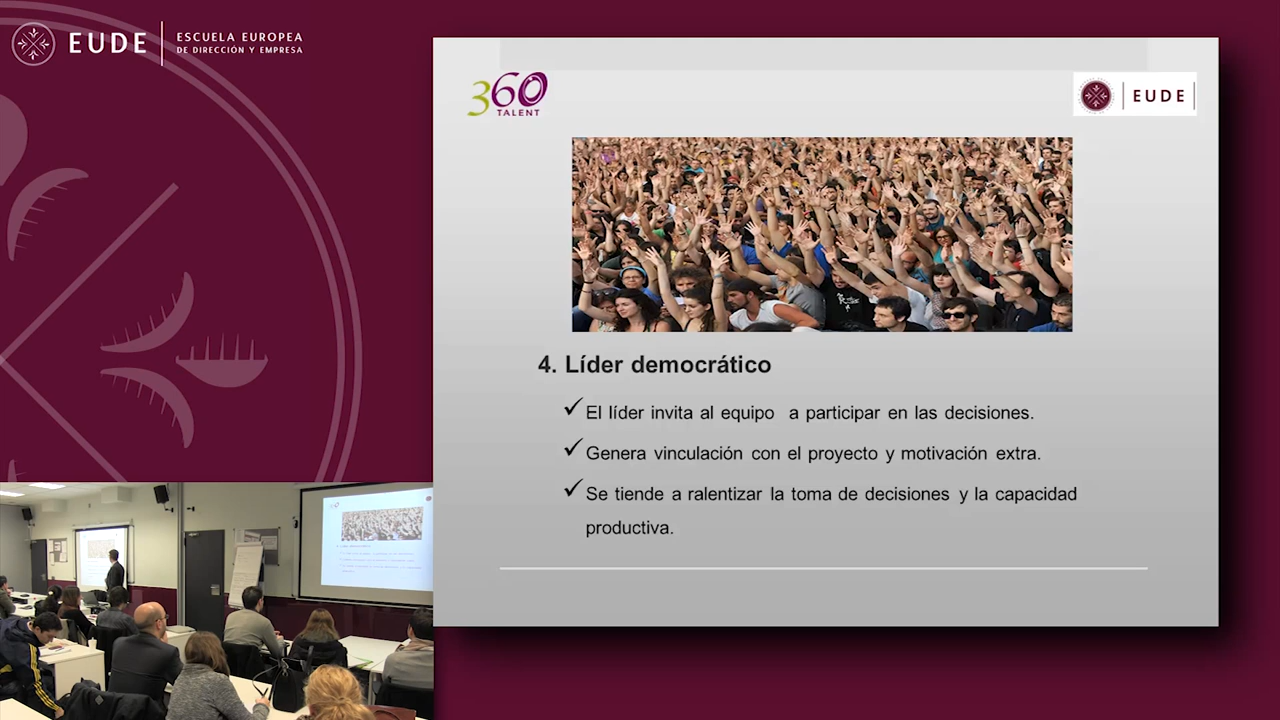 EUDE
ESCUELA EUROPEA
DE DIRECCIÓN Y EMPRESA
360
TALENT
EUDE
4. Líder democrático
El líder invita al equipo a participar en las decisiones.
Genera vinculación con el proyecto y motivación extra.
Se tiende a ralentizar la toma de decisiones y la capacidad
productiva.